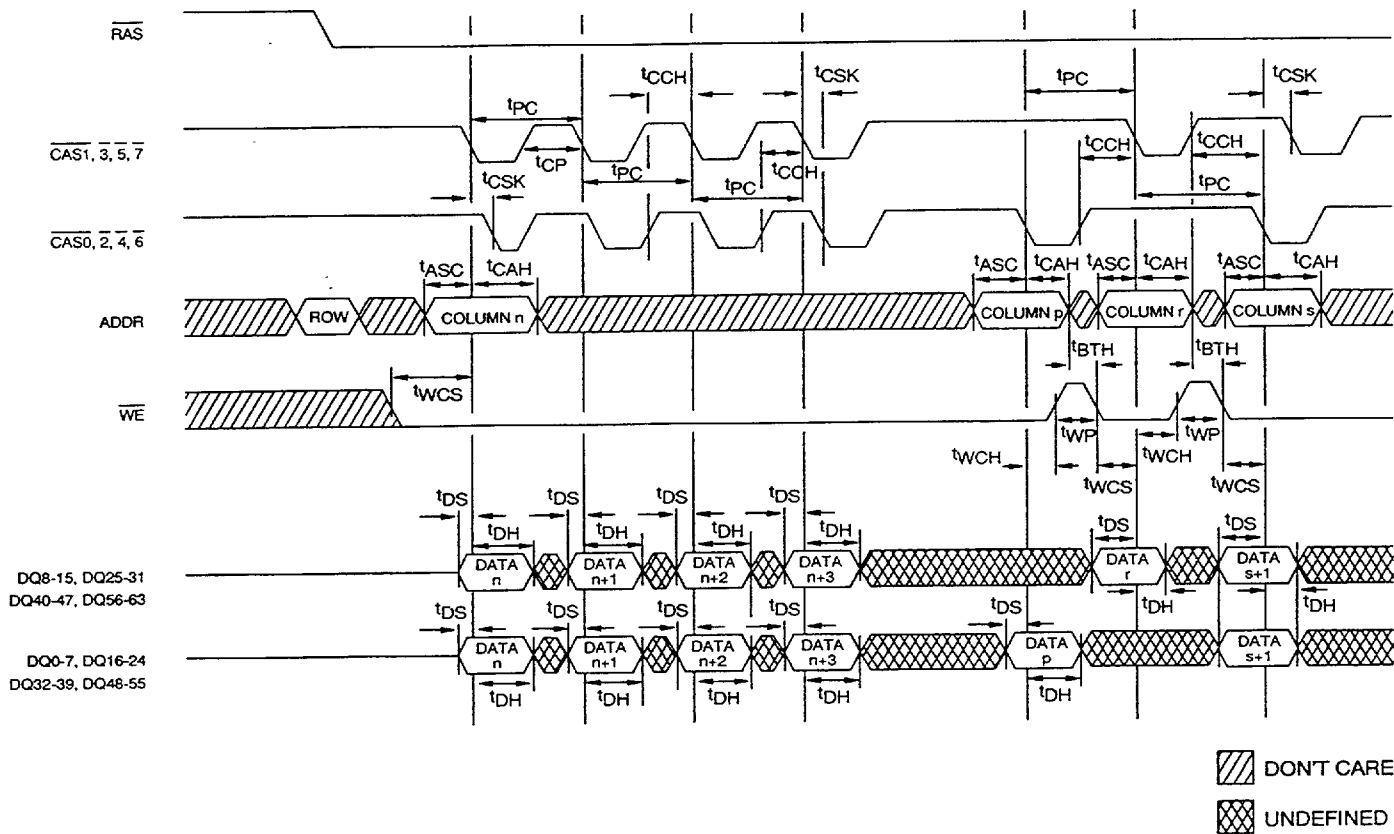 RAS
tCCH
tCSK
tPC
tCSK
tPC
CAS1, 3, 5, 7
tCP
tPC
tCCH
tPC
tCCH
tCCH
tPC
tCSK
CAS0, 2, 4, 6
tASC
tCAH
tASC
tCAH
tASC
tCAH
tASC
tCAH
ADDR
ROW
COLUMN n
COLUMN p
COLUMN r
COLUMN s
tBTH
tBTH
tWCS
WE
tWP
tWP
tWCH
tWCH
tWCS
tWCS
tDS
tDS
tDS
tDS
tDH
tDH
tDH
tDH
tDS
tDS
DQ8-15, DQ25-31
DQ40-47, DQ56-63
DATA n
DATA n+1
DATA n+2
DATA n+3
DATA r
DATA s+1
tDH
tDH
tDS
tDS
tDS
tDS
tDS
DQ0-7, DQ16-24
DQ32-39, DQ48-55
DATA n
DATA n+1
DATA n+2
DATA n+3
DATA p
DATA s+1
tDH
tDH
tDH
tDH
tDH
DON'T CARE
UNDEFINED